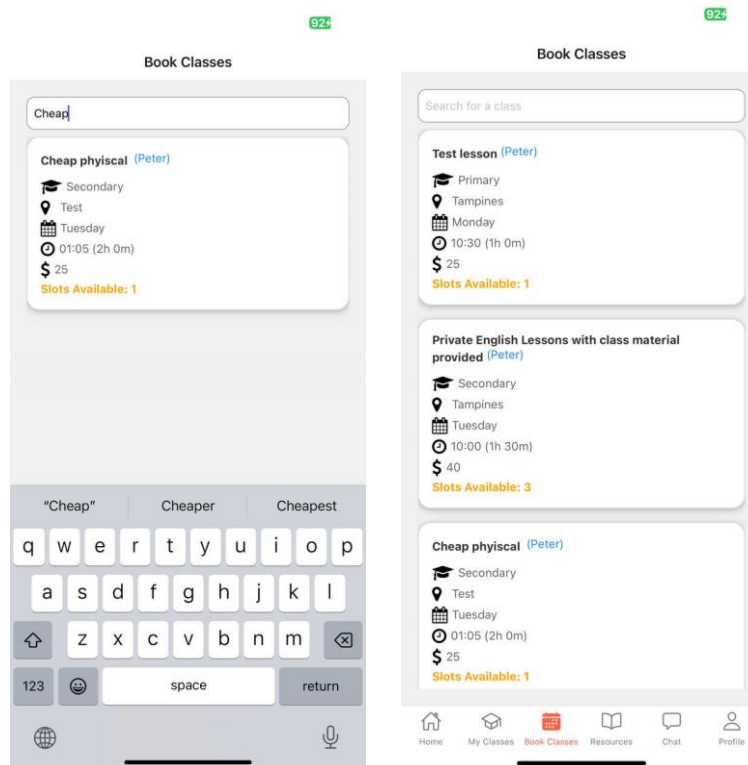 92
Book Classes
Cheap
Cheap phyiscal (Peter)
Secondary
Test
Tuesday
01:05 (2h 0m)
$ 25
Slots Available: 1
"Cheap" Cheaper Cheapest
q w e r t y u i o p
a s d f g h j k l
z x c v b n m
123 space return
92
Book Classes
Search for a class
Test lesson (Peter)
Primary
Tampines
Monday
10:30 (1h 0m)
$ 25
Slots Available: 1
Private English Lessons with class material
provided (Peter)
Secondary
Tampines
Tuesday
10:00 (1h 30m)
$ 40
Slots Available: 3
Cheap phyiscal (Peter)
Secondary
Test
Tuesday
01:05 (2h 0m)
$ 25
Slots Available: 1
Home My Classes Book Classes Resources Chat Profile